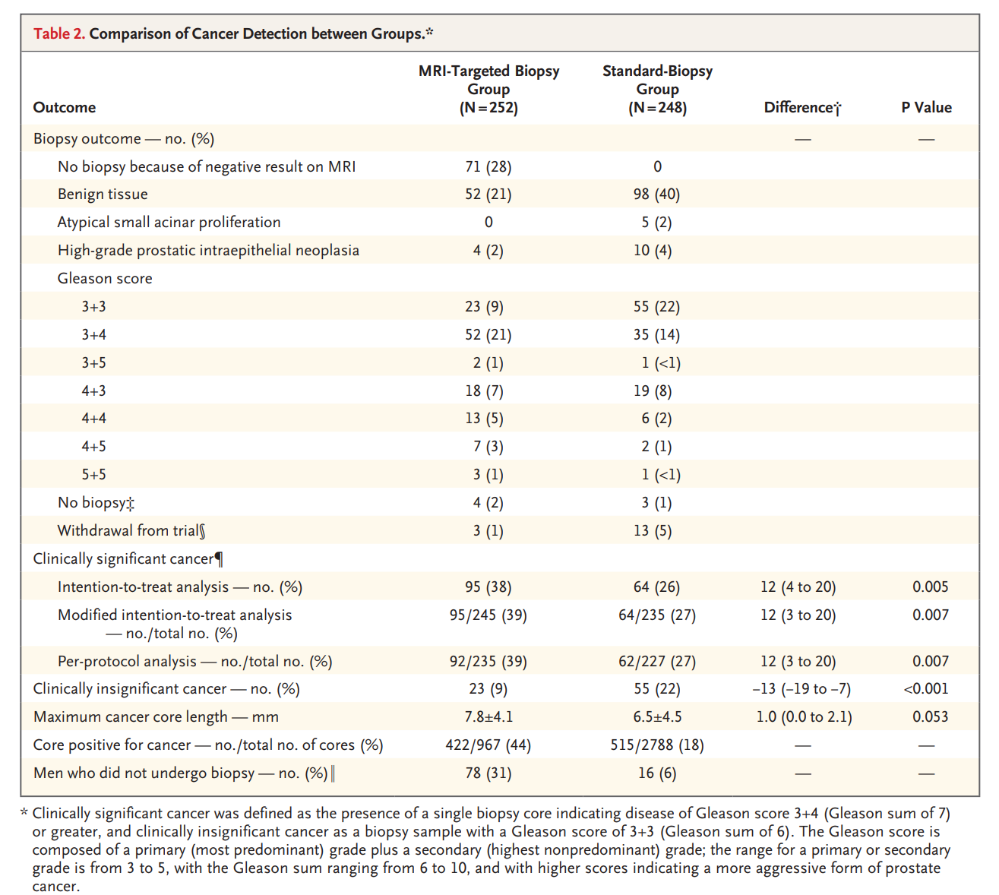 Table 2. Comparison of Cancer Detection between Groups.*
Outcome MRI-Targeted Biopsy Group (N=252) Standard-Biopsy Group (N=248) Difference† P Value
Biopsy outcome — no. (%) — —
No biopsy because of negative result on MRI 71 (28) 0
Benign tissue 52 (21) 98 (40)
Atypical small acinar proliferation 0 5 (2)
High-grade prostatic intraepithelial neoplasia 4 (2) 10 (4)
Gleason score
3+3 23 (9) 55 (22)
3+4 52 (21) 35 (14)
3+5 2 (1) 1 (<1)
4+3 18 (7) 19 (8)
4+4 13 (5) 6 (2)
4+5 7 (3) 2 (1)
5+5 3 (1) 1 (<1)
No biopsy‡ 4 (2) 3 (1)
Withdrawal from trial§ 3 (1) 13 (5)
Clinically significant cancer¶
Intention-to-treat analysis — no. (%) 95 (38) 64 (26) 12 (4 to 20) 0.005
Modified intention-to-treat analysis 95/245 (39) 64/235 (27) 12 (3 to 20) 0.007
— no./total no. (%)
Per-protocol analysis — no./total no. (%) 92/235 (39) 62/227 (27) 12 (3 to 20) 0.007
Clinically insignificant cancer — no. (%) 23 (9) 55 (22) −13 (−19 to −7) <0.001
Maximum cancer core length — mm 7.8±4.1 6.5±4.5 1.0 (0.0 to 2.1) 0.053
Core positive for cancer — no./total no. of cores (%) 422/967 (44) 515/2788 (18) — —
Men who did not undergo biopsy — no. (%)‖ 78 (31) 16 (6) — —
* Clinically significant cancer was defined as the presence of a single biopsy core indicating disease of Gleason score 3+4 (Gleason sum of 7)
or greater, and clinically insignificant cancer as a biopsy sample with a Gleason score of 3+3 (Gleason sum of 6). The Gleason score is
composed of a primary (most predominant) grade plus a secondary (highest nonpredominant) grade; the range for a primary or secondary
grade is from 3 to 5, with the Gleason sum ranging from 6 to 10, and with higher scores indicating a more aggressive form of prostate
cancer.